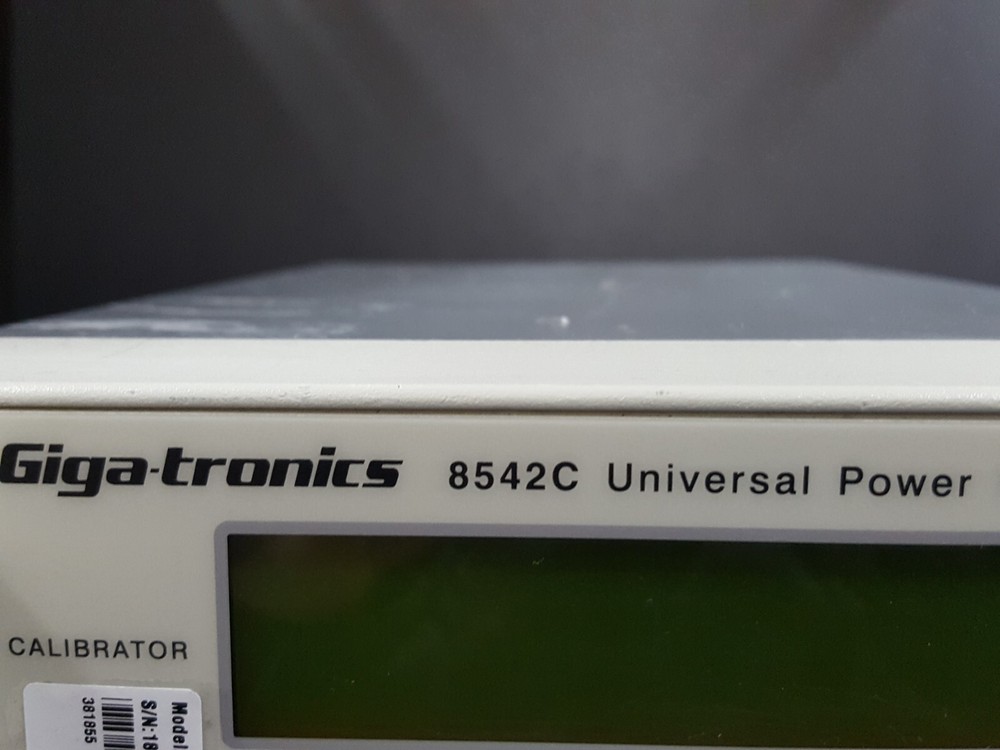 Giga-tronics 8542C Universal Power
CALIBRATOR
Model
S/N:18
381855